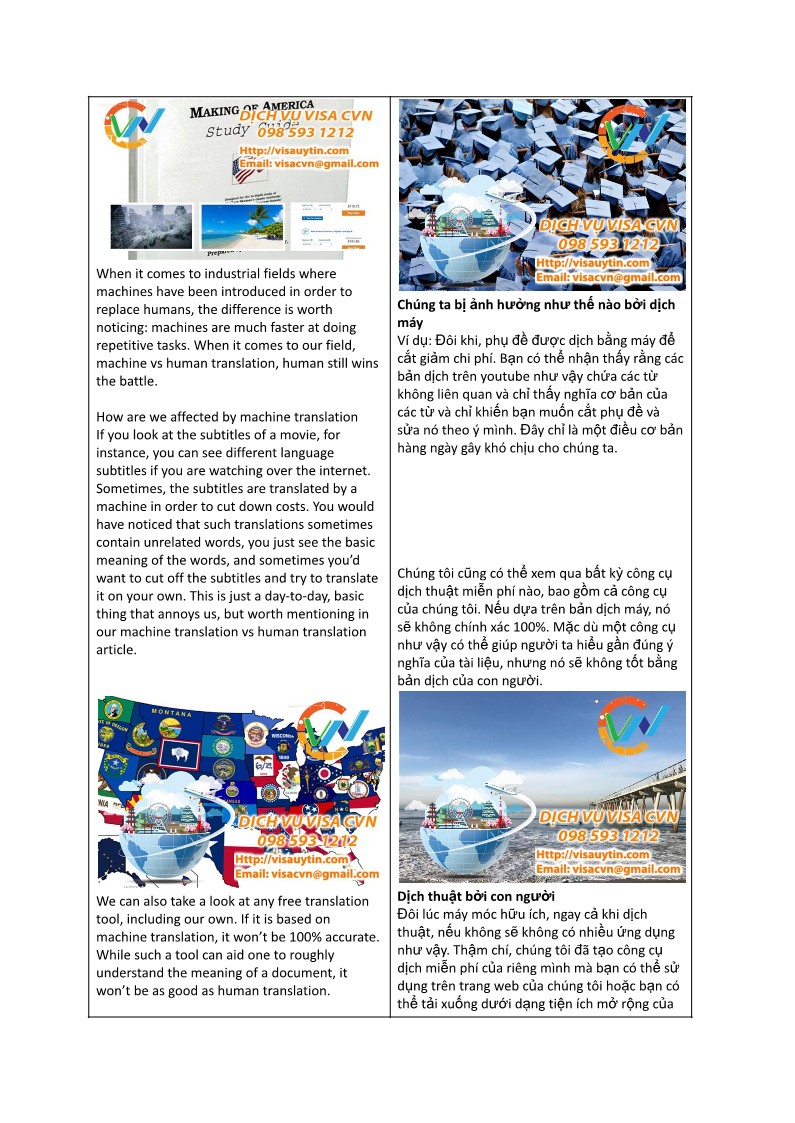 MAKING OF AMERICA
Study Guide
DỊCH VỤ VISA CVN
098 593 1212
Http://visauytin.com
Email: visacvn@gmail.com
When it comes to industrial fields where
machines have been introduced in order to
replace humans, the difference is worth
noticing: machines are much faster at doing
repetitive tasks. When it comes to our field,
machine vs human translation, human still wins
the battle.
How are we affected by machine translation
If you look at the subtitles of a movie, for
instance, you can see different language
subtitles if you are watching over the internet.
Sometimes, the subtitles are translated by a
machine in order to cut down costs. You would
have noticed that such translations sometimes
contain unrelated words, you just see the basic
meaning of the words, and sometimes you’d
want to cut off the subtitles and try to translate
it on your own. This is just a day-to-day, basic
thing that annoys us, but worth mentioning in
our machine translation vs human translation
article.
MONTANA
WISCONSIN
DỊCH VỤ VISA CVN
098 593 1212
Http://visauytin.com
Email: visacvn@gmail.com
We can also take a look at any free translation
tool, including our own. If it is based on
machine translation, it won’t be 100% accurate.
While such a tool can aid one to roughly
understand the meaning of a document, it
won’t be as good as human translation.
DỊCH VỤ VISA CVN
098 593 1212
Http://visauytin.com
Email: visacvn@gmail.com
Chúng ta bị ảnh hưởng như thế nào bởi dịch
máy
Ví dụ: Đôi khi, phụ đề được dịch bằng máy để
cắt giảm chi phí. Bạn có thể nhận thấy rằng các
bản dịch trên youtube như vậy chứa các từ
không liên quan và chỉ thấy nghĩa cơ bản của
các từ và chỉ khiến bạn muốn cắt phụ đề và
sửa nó theo ý mình. Đây chỉ là một điều cơ bản
hàng ngày gây khó chịu cho chúng ta.
Chúng tôi cũng có thể xem qua bất kỳ công cụ
dịch thuật miễn phí nào, bao gồm cả công cụ
của chúng tôi. Nếu dựa trên bản dịch máy, nó
sẽ không chính xác 100%. Mặc dù một công cụ
như vậy có thể giúp người ta hiểu gần đúng ý
nghĩa của tài liệu, nhưng nó sẽ không tốt bằng
bản dịch của con người.
DỊCH VỤ VISA CVN
098 593 1212
Http://visauytin.com
Email: visacvn@gmail.com
Dịch thuật bởi con người
Đôi lúc máy móc hữu ích, ngay cả khi dịch
thuật, nếu không sẽ không có nhiều ứng dụng
như vậy. Thậm chí, chúng tôi đã tạo công cụ
dịch miễn phí của riêng mình mà bạn có thể sử
dụng trên trang web của chúng tôi hoặc bạn có
thể tải xuống dưới dạng tiện ích mở rộng của